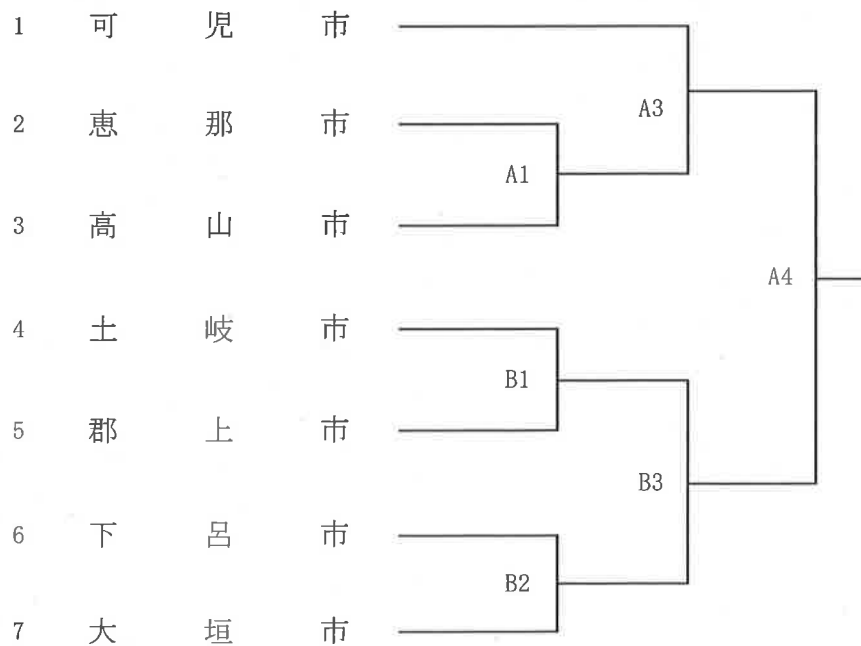 1 可児市
A3
2 恵那市
A1
3 高山市
A4
4 土岐市
B1
5 郡上市
B3
6 下呂市
B2
7 大垣市